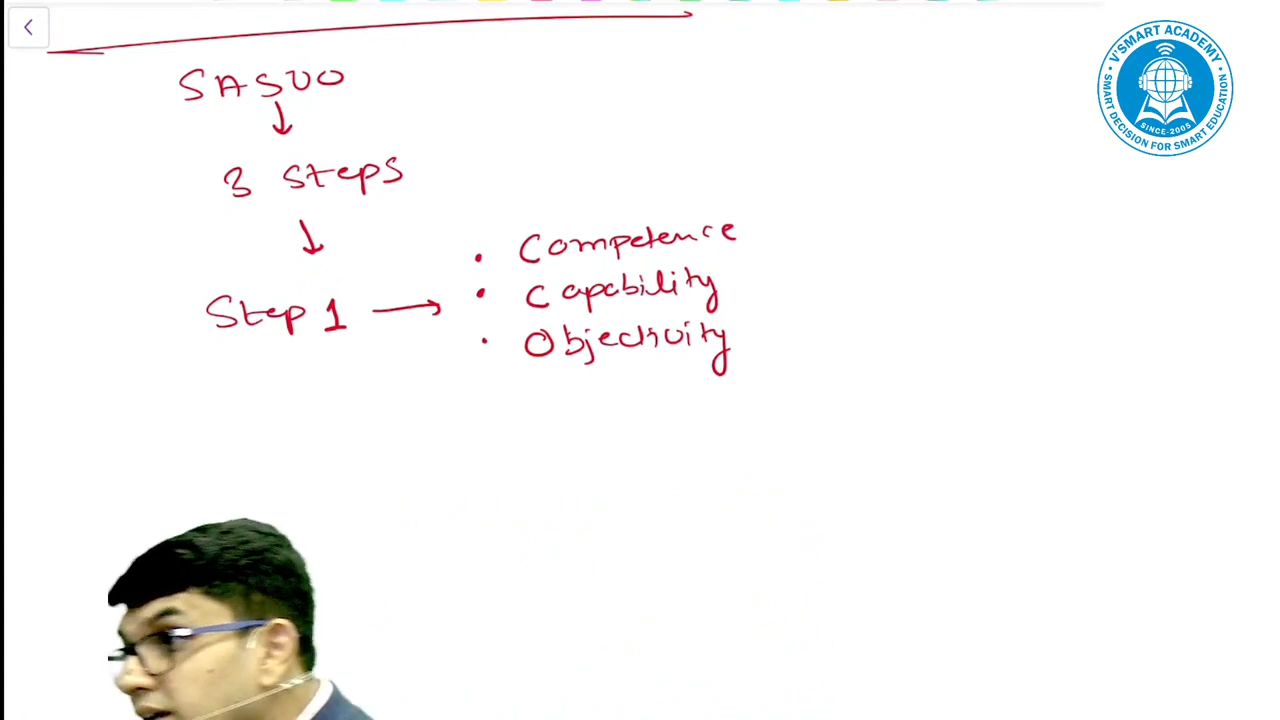 SASUO
3 Steps
Step 1
• Competence
• Capability
• Objectivity
V'SMART ACADEMY
SINCE-2005
SMART DECISION FOR SMART EDUCATION